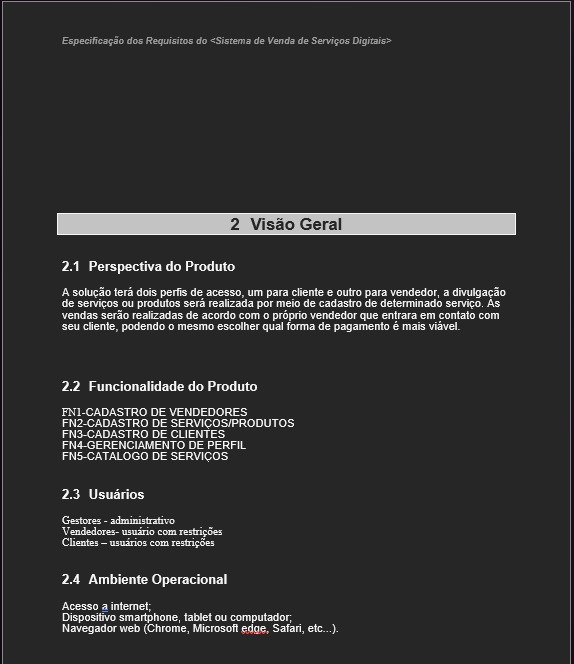 Especificação dos Requisitos do <Sistema de Venda de Serviços Digitais>
2 Visão Geral
2.1 Perspectiva do Produto
A solução terá dois perfis de acesso, um para cliente e outro para vendedor, a divulgação
de serviços ou produtos será realizada por meio de cadastro de determinado serviço. As
vendas serão realizadas de acordo com o próprio vendedor que entrara em contato com
seu cliente, podendo o mesmo escolher qual forma de pagamento é mais viável.
2.2 Funcionalidade do Produto
FN1-CADASTRO DE VENDEDORES
FN2-CADASTRO DE SERVIÇOS/PRODUTOS
FN3-CADASTRO DE CLIENTES
FN4-GERENCIAMENTO DE PERFIL
FN5-CATALOGO DE SERVIÇOS
2.3 Usuários
Gestores - administrativo
Vendedores- usuário com restrições
Clientes – usuários com restrições
2.4 Ambiente Operacional
Acesso a internet;
Dispositivo smartphone, tablet ou computador;
Navegador web (Chrome, Microsoft edge, Safari, etc...).